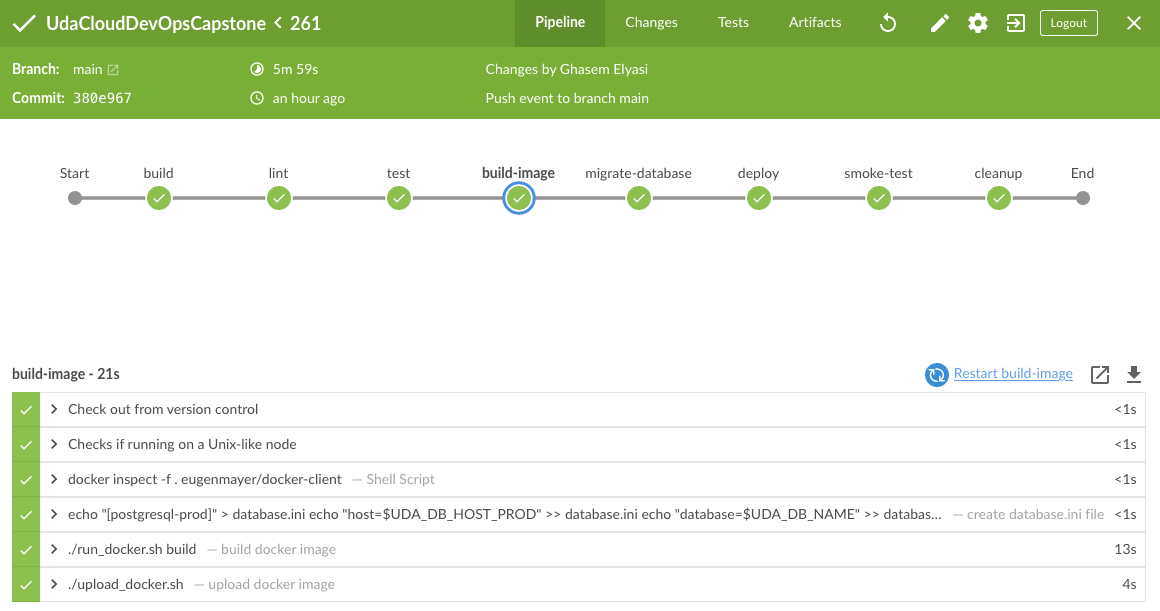 UdaCloudDevOpsCapstone < 261 Pipeline Changes Tests Artifacts Logout
Branch: main 5m 59s Changes by Ghasem Elyasi
Commit: 380e967 an hour ago Push event to branch main
Start build lint test build-image migrate-database deploy smoke-test cleanup End
build-image - 21s Restart build-image
Check out from version control <1s
Checks if running on a Unix-like node <1s
docker inspect -f . eugenmayer/docker-client — Shell Script <1s
echo "[postgresql-prod]" > database.ini echo "host=$UDA_DB_HOST_PROD" >> database.ini echo "database=$UDA_DB_NAME" >> databas... — create database.ini file <1s
./run_docker.sh build — build docker image 13s
./upload_docker.sh — upload docker image 4s